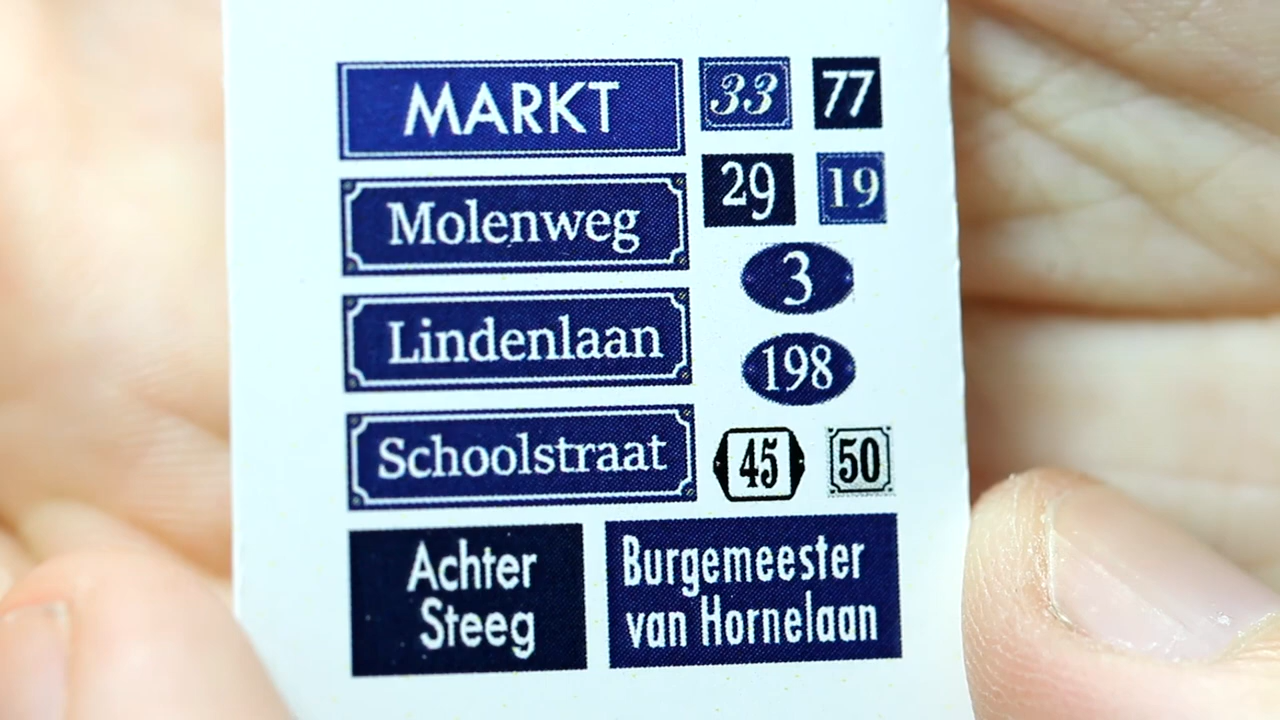 MARKT
33
77
Molenweg
29
19
3
Lindenlaan
198
Schoolstraat
45
50
Achter
Steeg
Burgemeester
van Hornelaan